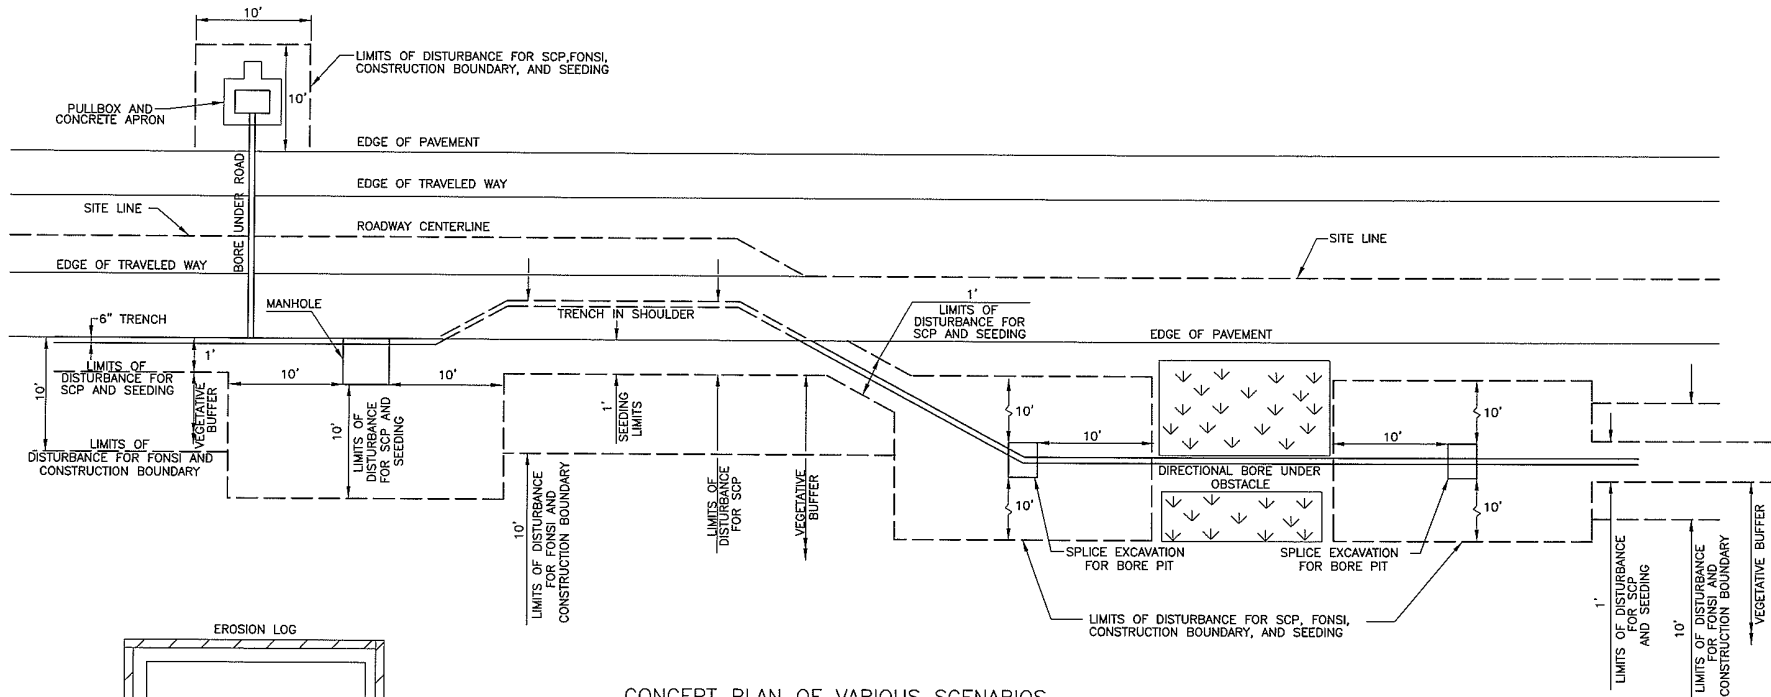 10'
LIMITS OF DISTURBANCE FOR SCP,FONSI,
CONSTRUCTION BOUNDARY, AND SEEDING
10'
PULLBOX AND
CONCRETE APRON
EDGE OF PAVEMENT
BORE UNDER ROAD
EDGE OF TRAVELED WAY
SITE LINE
ROADWAY CENTERLINE
SITE LINE
EDGE OF TRAVELED WAY
MANHOLE
6" TRENCH
TRENCH IN SHOULDER
1'
LIMITS OF
DISTURBANCE FOR
SCP AND SEEDING
EDGE OF PAVEMENT
10'
LIMITS OF
DISTURBANCE FOR
SCP AND SEEDING
1'
VEGETATIVE
BUFFER
10'
10'
10'
LIMITS OF
DISTURBANCE
FOR SCP AND
SEEDING
LIMITS OF
DISTURBANCE FOR FONSI AND
CONSTRUCTION BOUNDARY
1'
SEEDING
LIMITS
10'
LIMITS OF DISTURBANCE
FOR FONSI AND
CONSTRUCTION BOUNDARY
LIMITS OF
DISTURBANCE
FOR SCP
VEGETATIVE
BUFFER
10'
10'
10'
10'
DIRECTIONAL BORE UNDER
OBSTACLE
10'
10'
SPLICE EXCAVATION
FOR BORE PIT
SPLICE EXCAVATION
FOR BORE PIT
LIMITS OF DISTURBANCE FOR SCP, FONSI,
CONSTRUCTION BOUNDARY, AND SEEDING
1'
LIMITS OF DISTURBANCE
FOR SCP
AND SEEDING
10'
LIMITS OF DISTURBANCE
FOR FONSI AND
CONSTRUCTION BOUNDARY
VEGETATIVE BUFFER
EROSION LOG
CONCEPT PLAN OF VARIOUS SCENARIOS